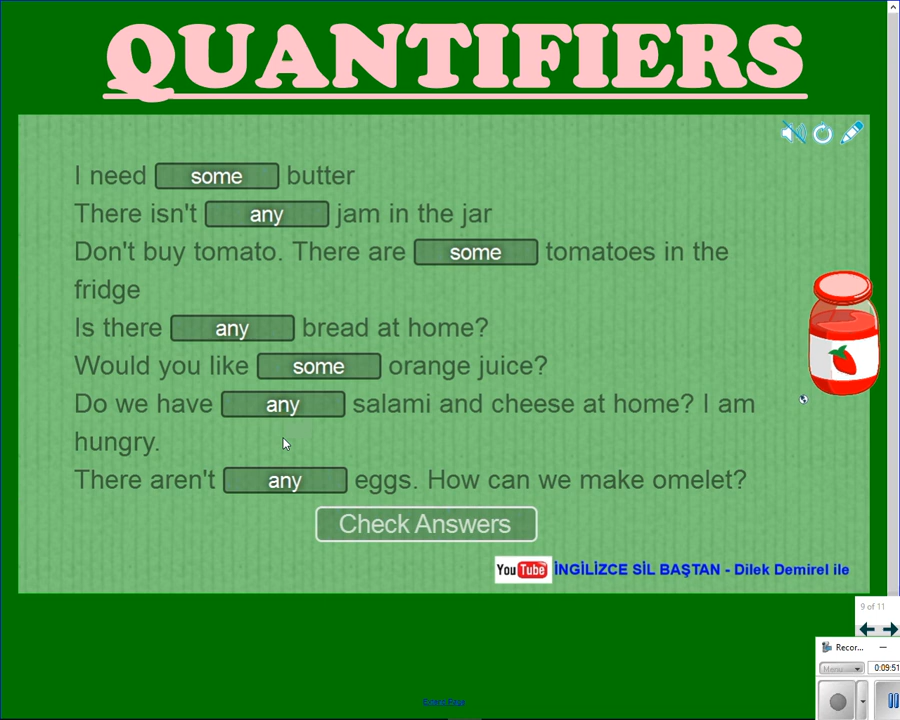 QUANTIFIERS
I need some butter
There isn't any jam in the jar
Don't buy tomato. There are some tomatoes in the
fridge
Is there any bread at home?
Would you like some orange juice?
Do we have any salami and cheese at home? I am
hungry.
There aren't any eggs. How can we make omelet?
Check Answers
YouTube İNGİLİZCE SİL BAŞTAN - Dilek Demirel ile
9 of 11
Recor...
Menu
0:09:51